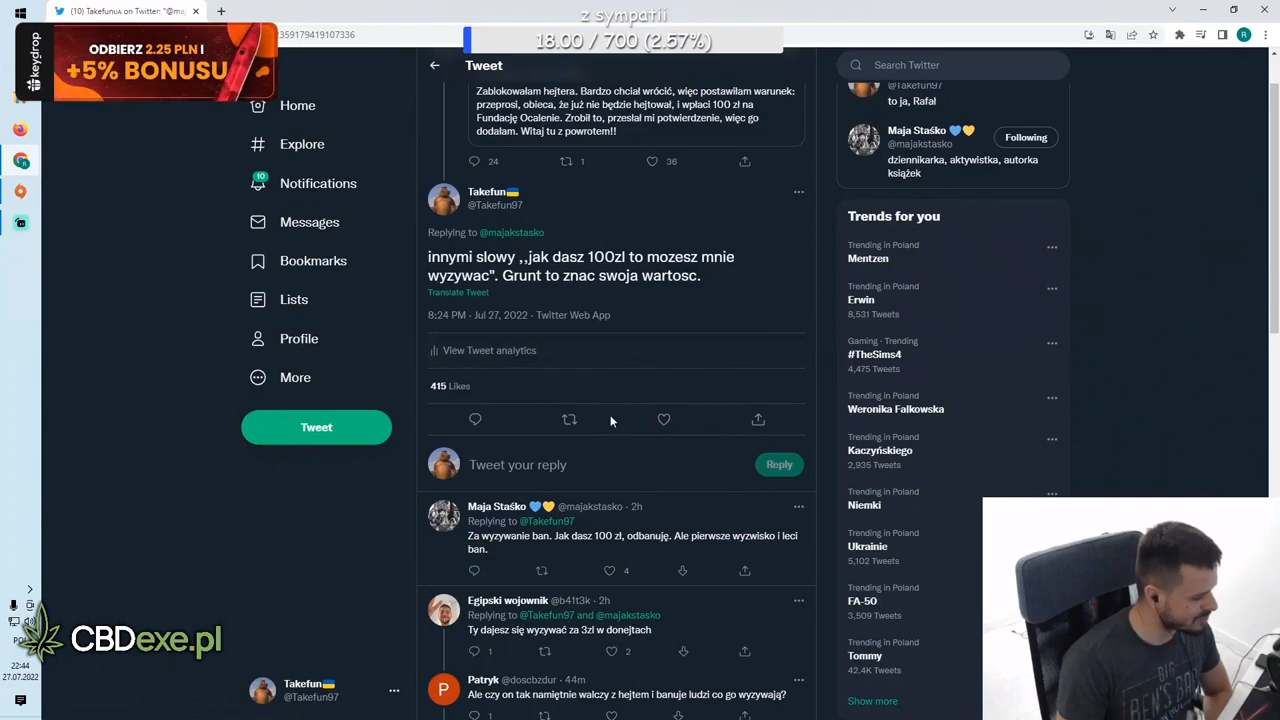 Takefunuʌ on Twitter: "@maj
z sympatii
18.00 / 700 (2.57%)
359179419107336
keydrop
ODBIERZ 2.25 PLN I
+5% BONUSU
Home
Explore
10
Notifications
Messages
Bookmarks
Lists
Profile
More
Tweet
Takefun
@Takefun97
Tweet
Zablokowałam hejtera. Bardzo chciał wrócić, więc postawiłam warunek:
przeprosi, obieca, że już nie będzie hejtował, i wpłaci 100 zł na
Fundację Ocalenie. Zrobił to, przesłał mi potwierdzenie, więc go
dodałam. Witaj tu z powrotem!!
24 1 36
Takefun
@Takefun97
Replying to @majakstasko
innymi slowy ,,jak dasz 100zl to mozesz mnie
wyzywac". Grunt to znac swoja wartosc.
Translate Tweet
8:24 PM · Jul 27, 2022 · Twitter Web App
View Tweet analytics
415 Likes
Tweet your reply
Reply
Maja Staśko @majakstasko · 2h
Replying to @Takefun97
Za wyzywanie ban. Jak dasz 100 zł, odbanuję. Ale pierwsze wyzwisko i leci
ban.
4
Egipski wojownik @b41t3k · 2h
Replying to @Takefun97 and @majakstasko
Ty dajesz się wyzywać za 3zl w donejtach
1 2
P
Patryk @doscbzdur · 44m
Ale czy on tak namiętnie walczy z hejtem i banuje ludzi co go wyzywają?
1
Search Twitter
@Takefun97
to ja, Rafał
Maja Staśko
@majakstasko
Following
dziennikarka, aktywistka, autorka
książek
Trends for you
Trending in Poland
Mentzen
Trending in Poland
Erwin
8,531 Tweets
Gaming · Trending
#TheSims4
4,475 Tweets
Trending in Poland
Weronika Falkowska
Trending in Poland
Kaczyńskiego
2,935 Tweets
Trending in Poland
Niemki
Trending in Poland
Ukrainie
5,102 Tweets
Trending in Poland
FA-50
3,509 Tweets
Trending in Poland
Tommy
42.4K Tweets
Show more
R
CBDexe.pl
22:44
27.07.2022